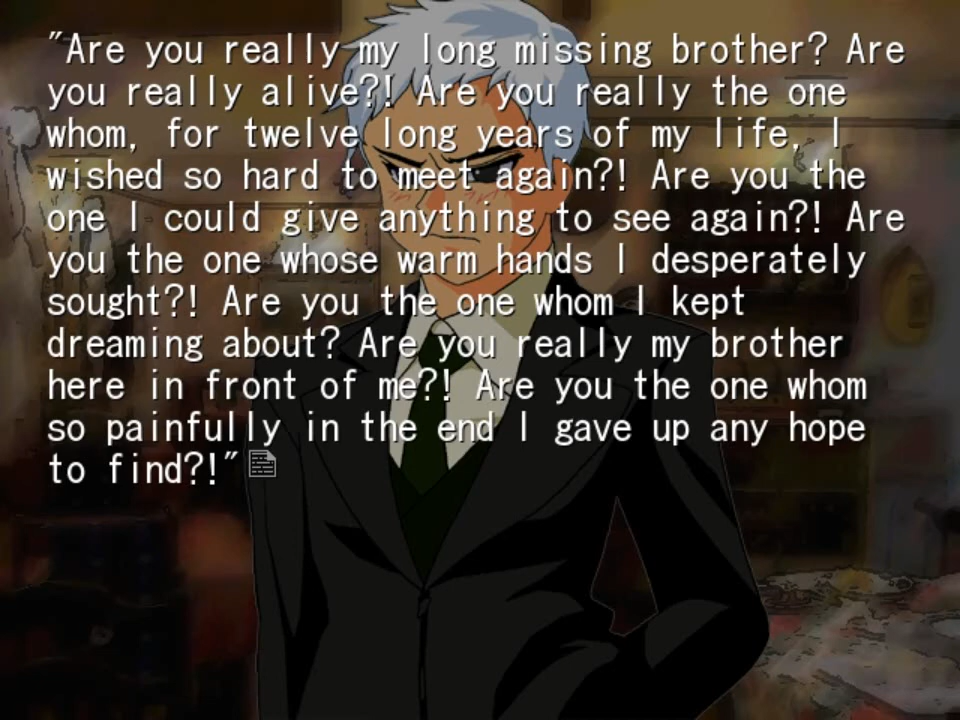 "Are you really my long missing brother? Are
you really alive?! Are you really the one
whom, for twelve long years of my life, I
wished so hard to meet again?! Are you the
one I could give anything to see again?! Are
you the one whose warm hands I desperately
sought?! Are you the one whom I kept
dreaming about? Are you really my brother
here in front of me?! Are you the one whom
so painfully in the end I gave up any hope
to find?!"